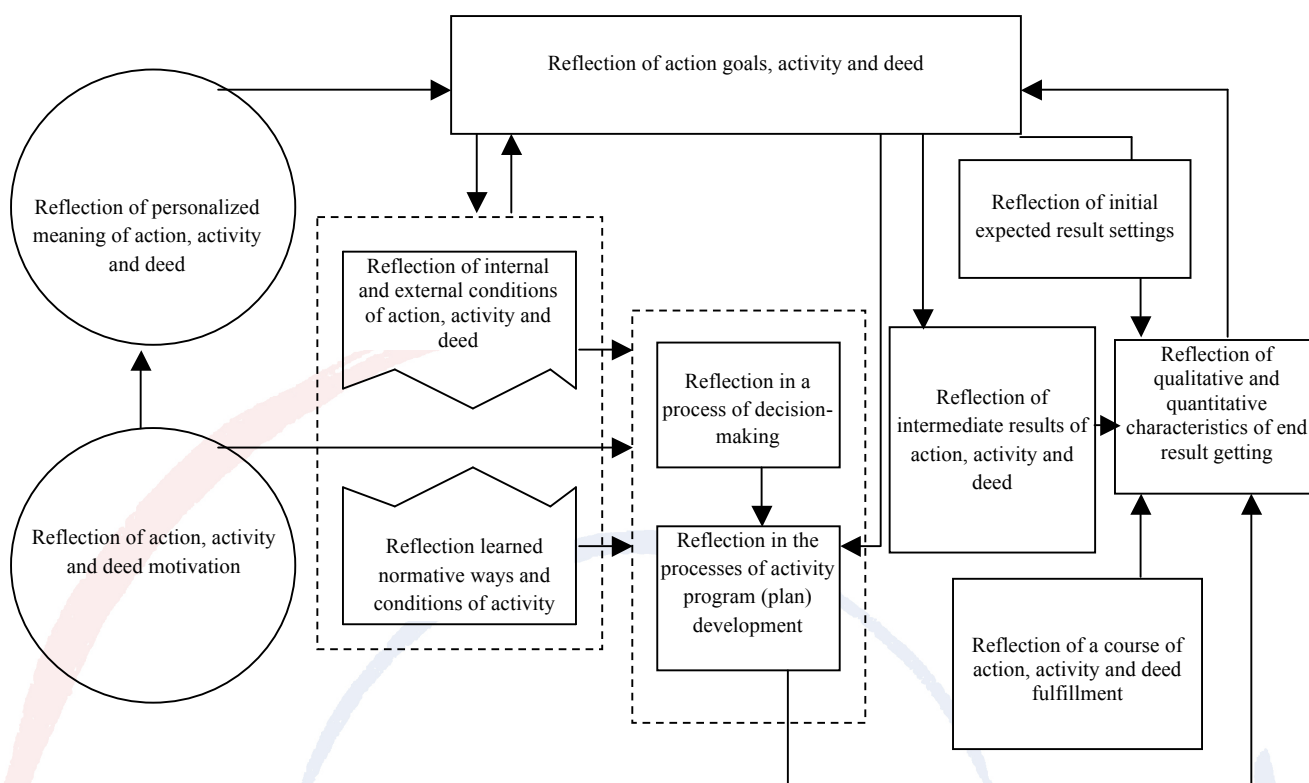 Reflection of action goals, activity and deed
Reflection of personalized
meaning of action, activity
and deed
Reflection of initial
expected result settings
Reflection of internal
and external conditions
of action, activity and
deed
Reflection in a
process of decision-
making
Reflection of
intermediate results of
action, activity and
deed
Reflection of
qualitative and
quantitative
characteristics of end
result getting
Reflection of action, activity
and deed motivation
Reflection learned
normative ways and
conditions of activity
Reflection in the
processes of activity
program (plan)
development
Reflection of a course of
action, activity and deed
fulfillment